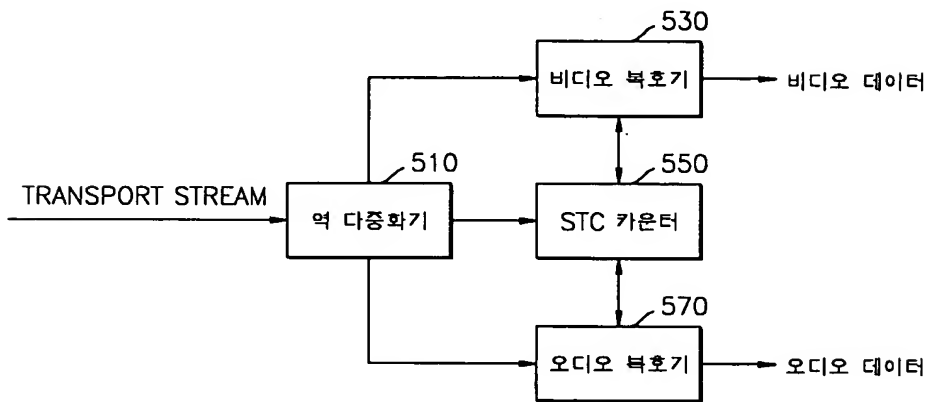 530
비디오 복호기
비디오 데이터
510
550
TRANSPORT STREAM
역 다중화기
STC 카운터
570
오디오 복호기
오디오 데이터